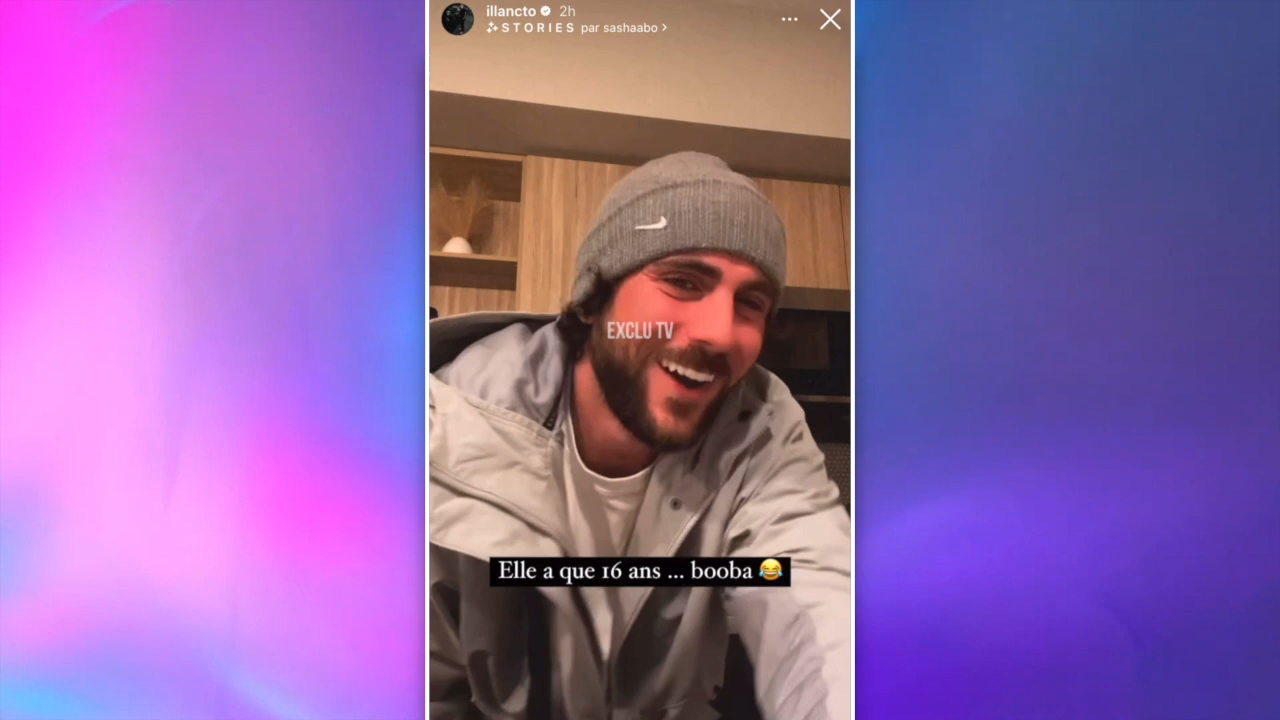 illancto 2h
STORIES par sashaabo >
EXCLU TV
Elle a que 16 ans ... booba 😂